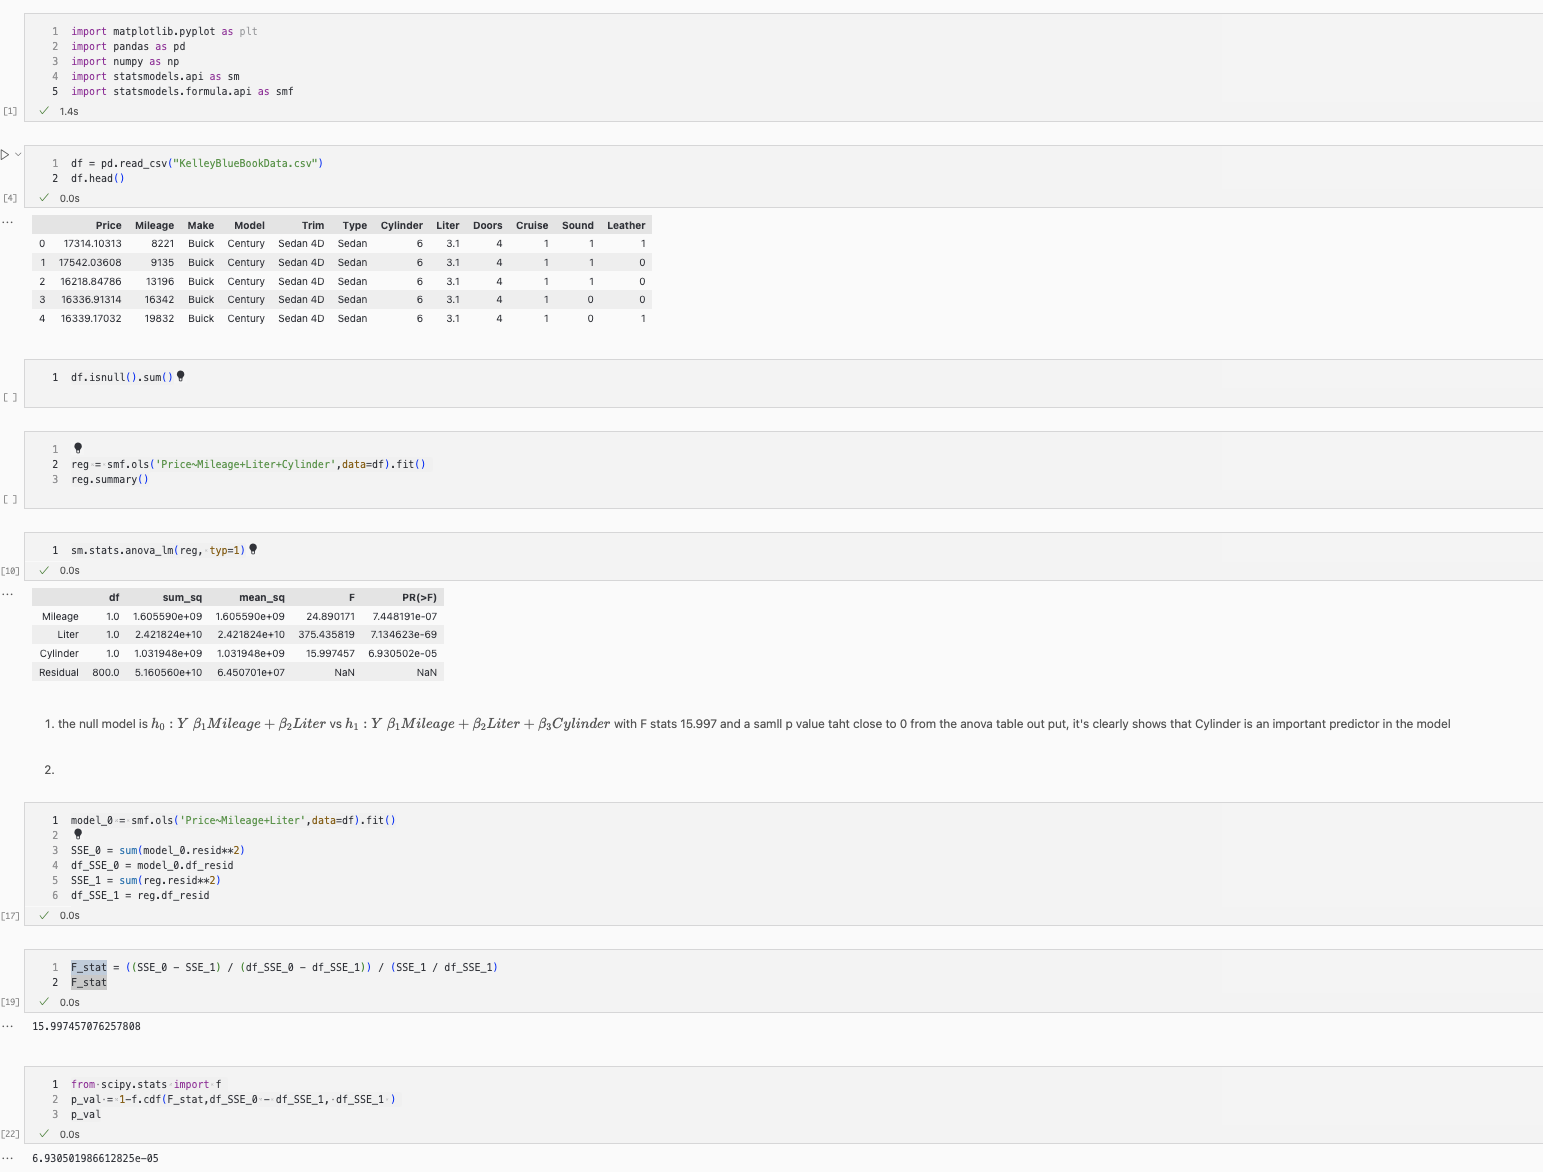 1 import matplotlib.pyplot as plt
2 import pandas as pd
3 import numpy as np
4 import statsmodels.api as sm
5 import statsmodels.formula.api as smf
[1] ✓ 1.4s
1 df = pd.read_csv("KelleyBlueBookData.csv")
2 df.head()
[4] ✓ 0.0s
... Price Mileage Make Model Trim Type Cylinder Liter Doors Cruise Sound Leather
0 17314.10313 8221 Buick Century Sedan 4D Sedan 6 3.1 4 1 1 1
1 17542.03608 9135 Buick Century Sedan 4D Sedan 6 3.1 4 1 1 0
2 16218.84786 13196 Buick Century Sedan 4D Sedan 6 3.1 4 1 1 0
3 16336.91314 16342 Buick Century Sedan 4D Sedan 6 3.1 4 1 0 0
4 16339.17032 19832 Buick Century Sedan 4D Sedan 6 3.1 4 1 0 1
1 df.isnull().sum()
[ ]
1
2 reg = smf.ols('Price~Mileage+Liter+Cylinder',data=df).fit()
3 reg.summary()
[ ]
1 sm.stats.anova_lm(reg, typ=1)
[10] ✓ 0.0s
... df sum_sq mean_sq F PR(>F)
Mileage 1.0 1.605590e+09 1.605590e+09 24.890171 7.448191e-07
Liter 1.0 2.421824e+10 2.421824e+10 375.435819 7.134623e-69
Cylinder 1.0 1.031948e+09 1.031948e+09 15.997457 6.930502e-05
Residual 800.0 5.160560e+10 6.450701e+07 NaN NaN
1. the null model is h₀ : Y β₁Mileage + β₂Liter vs h₁ : Y β₁Mileage + β₂Liter + β₃Cylinder with F stats 15.997 and a samll p value taht close to 0 from the anova table out put, it's clearly shows that Cylinder is an important predictor in the model
2.
1 model_0 = smf.ols('Price~Mileage+Liter',data=df).fit()
2
3 SSE_0 = sum(model_0.resid**2)
4 df_SSE_0 = model_0.df_resid
5 SSE_1 = sum(reg.resid**2)
6 df_SSE_1 = reg.df_resid
[17] ✓ 0.0s
1 F_stat = ((SSE_0 - SSE_1) / (df_SSE_0 - df_SSE_1)) / (SSE_1 / df_SSE_1)
2 F_stat
[19] ✓ 0.0s
... 15.997457076257808
1 from scipy.stats import f
2 p_val = 1-f.cdf(F_stat,df_SSE_0 - df_SSE_1, df_SSE_1 )
3 p_val
[22] ✓ 0.0s
... 6.930501986612825e-05